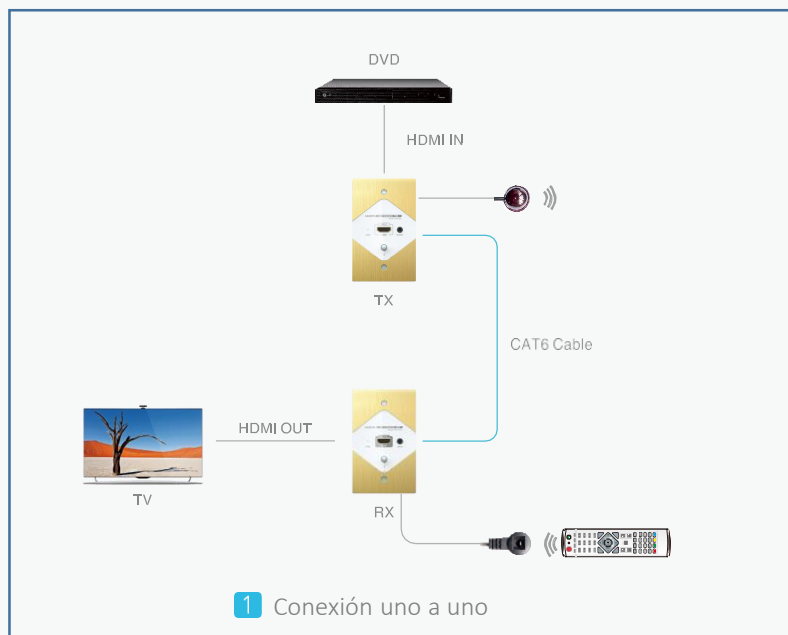 DVD
HDMI IN
TX
CAT6 Cable
HDMI OUT
TV
RX
1 Conexión uno a uno